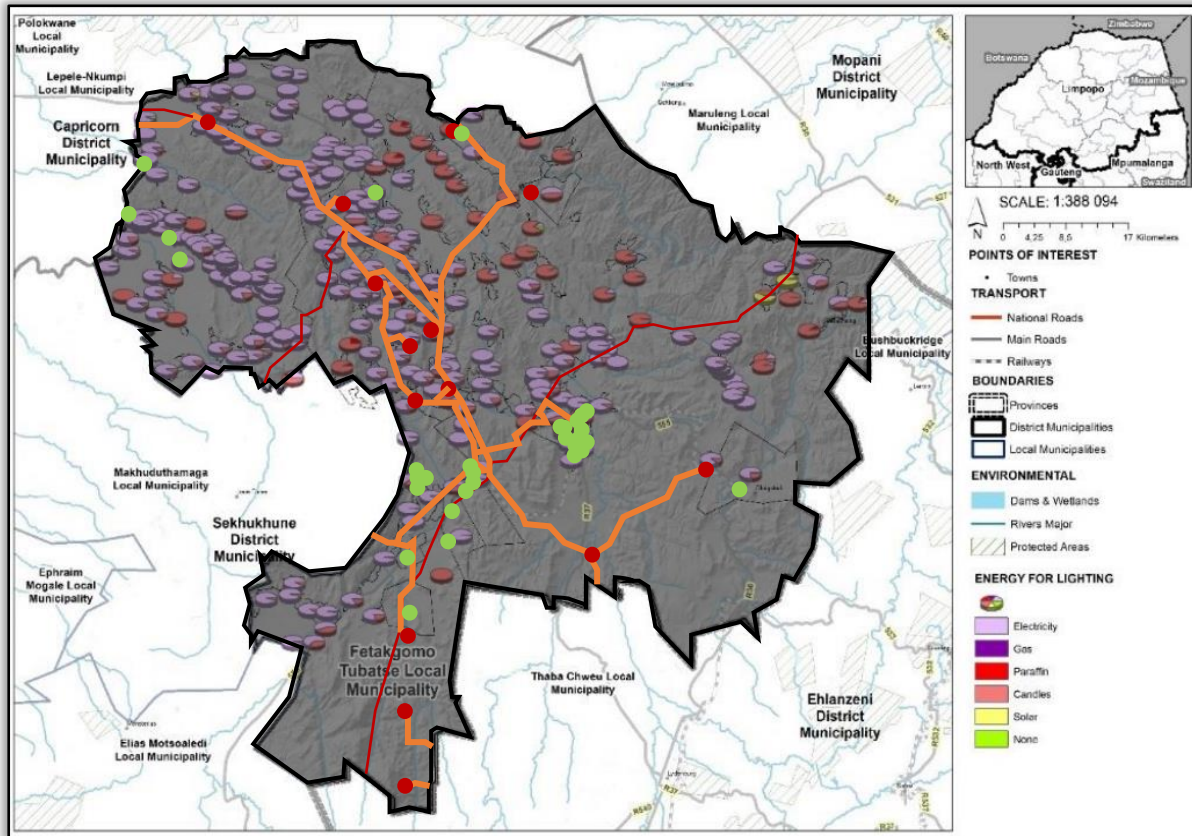 Polokwane
Local
Municipality
Lepele-Nkumpi
Local Municipality
Capricorn
District
Municipality
Mopani
District
Municipality
Maruleng Local
Municipality
Bushbuckridge
Local Municipality
Makhuduthamaga
Local Municipality
Sekhukhune
District
Municipality
Ephraim
Mogale Local
Municipality
Fetakgomo
Tubatse Local
Municipality
Thaba Chweu Local
Municipality
Ehlanzeni
District
Municipality
Elias Motsoaledi
Local Municipality
R37
R37
Zimbabwe
Botswana
Limpopo
Mozambique
North West
Gauteng
Mpumalanga
Swaziland
SCALE: 1:388 094
N
0 4,25 8,5 17 Kilometers
POINTS OF INTEREST
Towns
TRANSPORT
National Roads
Main Roads
Railways
BOUNDARIES
Provinces
District Municipalities
Local Municipalities
ENVIRONMENTAL
Dams & Wetlands
Rivers Major
Protected Areas
ENERGY FOR LIGHTING
Electricity
Gas
Paraffin
Candles
Solar
None